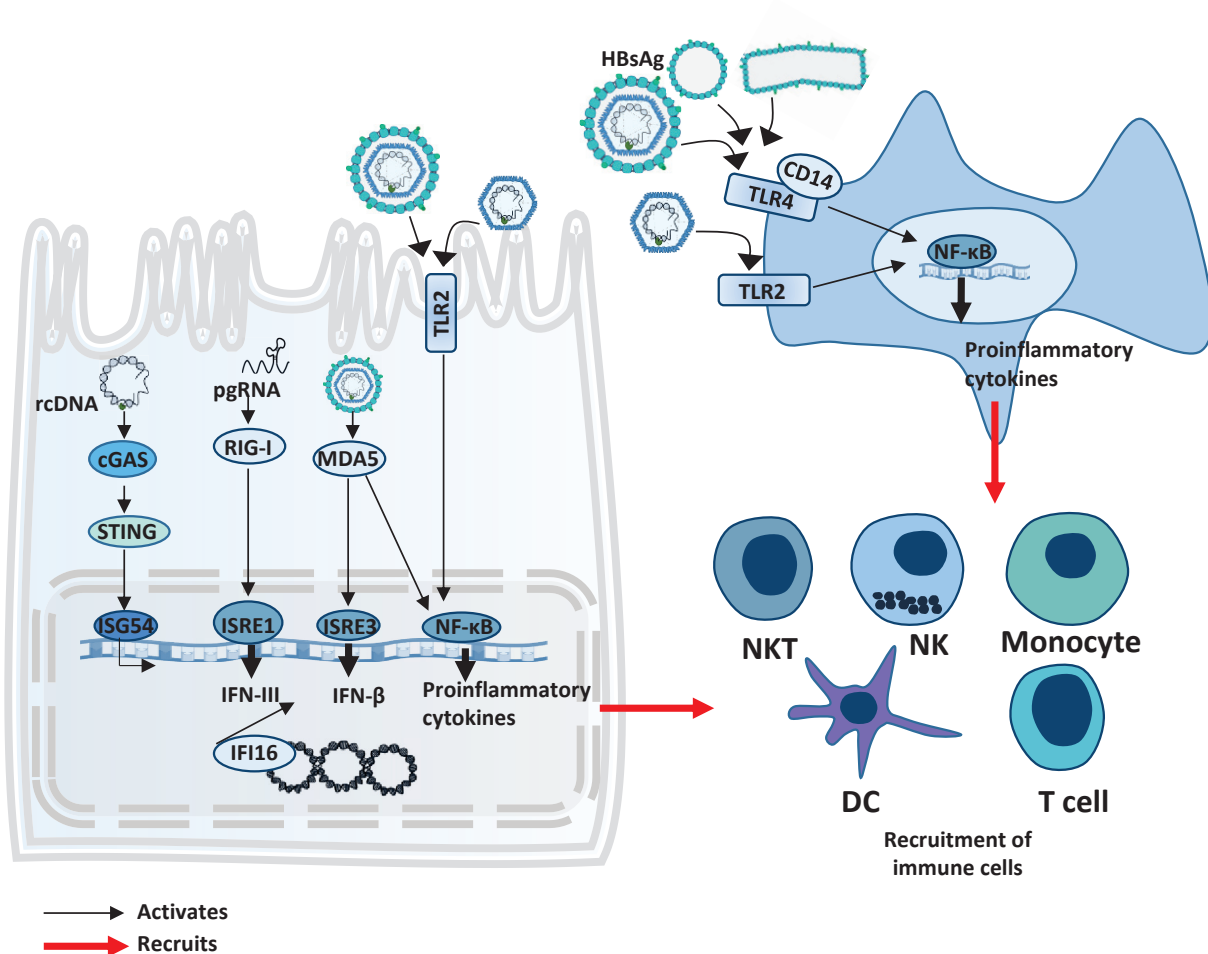 HBsAg
CD14
TLR4
NF-κB
TLR2
TLR2
Proinflammatory
cytokines
rcDNA
pgRNA
cGAS
RIG-I
MDA5
STING
ISG54
ISRE1
ISRE3
NF-κB
IFN-III
IFN-β
Proinflammatory
cytokines
IFI16
NKT
NK
Monocyte
DC
T cell
Recruitment of
immune cells
Activates
Recruits